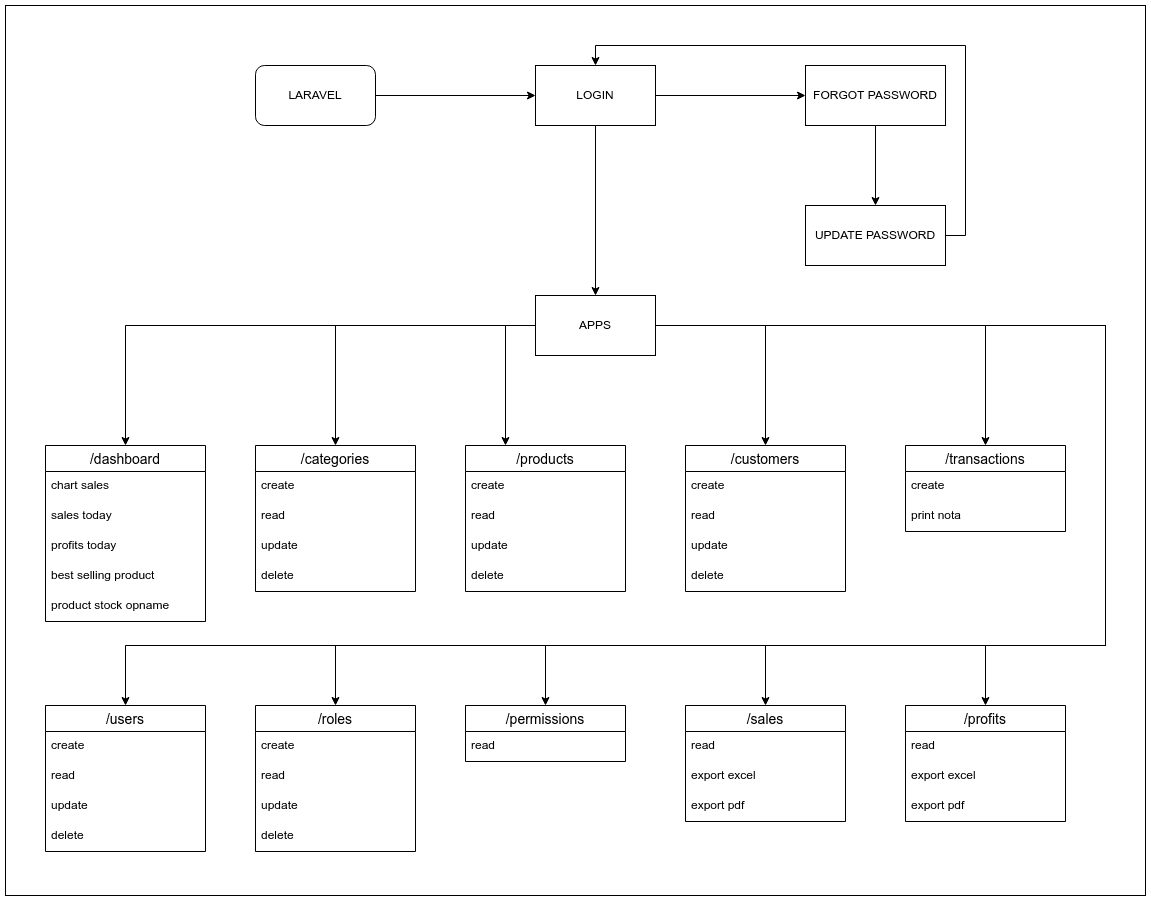 LARAVEL
LOGIN
FORGOT PASSWORD
UPDATE PASSWORD
APPS
/dashboard
chart sales
sales today
profits today
best selling product
product stock opname
/categories
create
read
update
delete
/products
create
read
update
delete
/customers
create
read
update
delete
/transactions
create
print nota
/users
create
read
update
delete
/roles
create
read
update
delete
/permissions
read
/sales
read
export excel
export pdf
/profits
read
export excel
export pdf